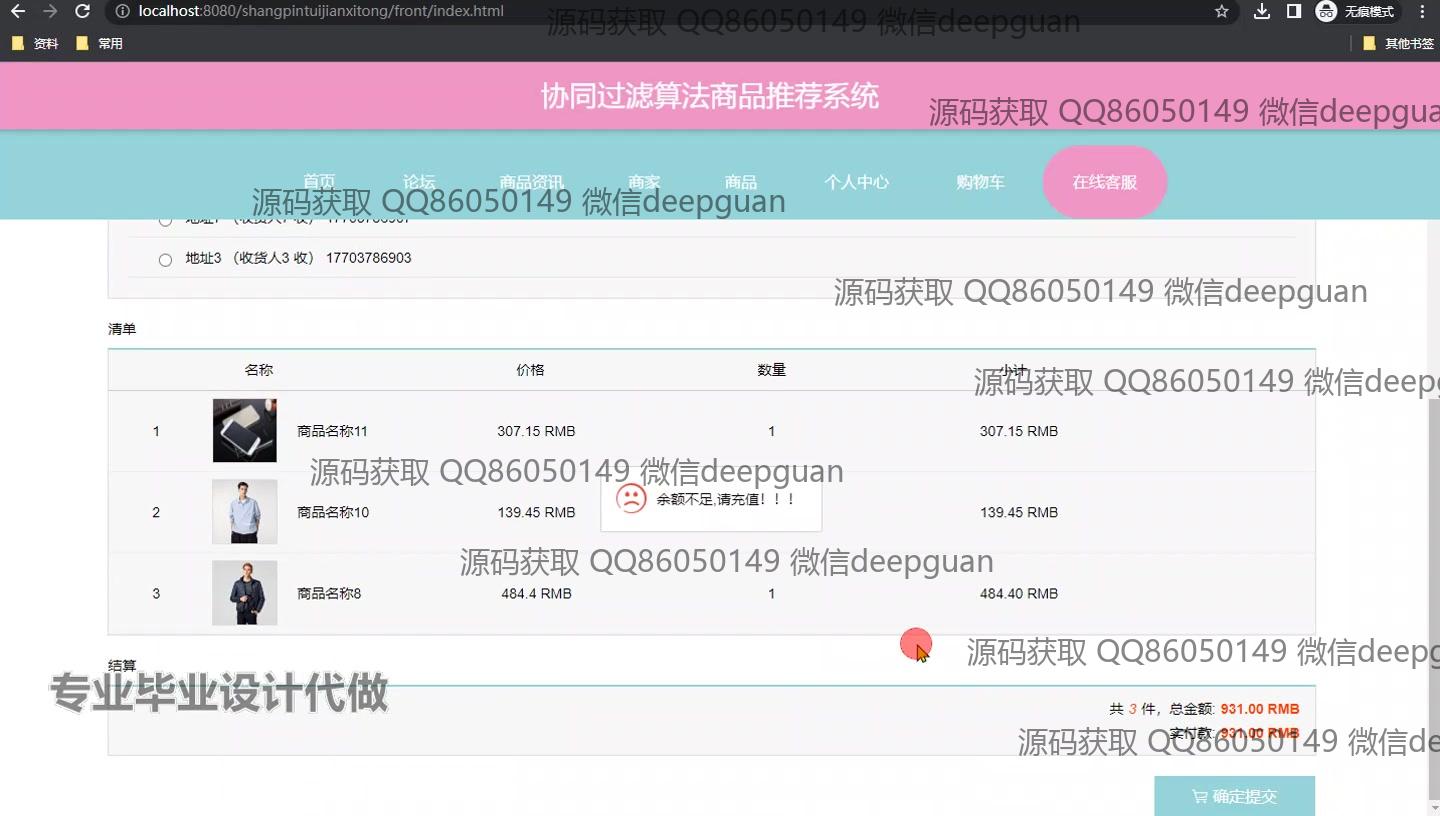 localhost:8080/shangpintuijianxitong/front/index.html
无痕模式
资料
常用
其他书签
源码获取 QQ86050149 微信deepguan
协同过滤算法商品推荐系统
源码获取 QQ86050149 微信deepgua
首页 论坛 商品资讯 商家 商品 个人中心 购物车 在线客服
源码获取 QQ86050149 微信deepguan
地址3 （收货人3 收） 17703786903
源码获取 QQ86050149 微信deepguan
清单
名称 价格 数量 小计
源码获取 QQ86050149 微信deep
1 商品名称11 307.15 RMB 1 307.15 RMB
源码获取 QQ86050149 微信deepguan
余额不足,请充值！！！
2 商品名称10 139.45 RMB 139.45 RMB
源码获取 QQ86050149 微信deepguan
3 商品名称8 484.4 RMB 1 484.40 RMB
源码获取 QQ86050149 微信deep
结算
专业毕业设计代做
共 3 件，总金额: 931.00 RMB
实付款: 931.00 RMB
源码获取 QQ86050149 微信de
确定提交